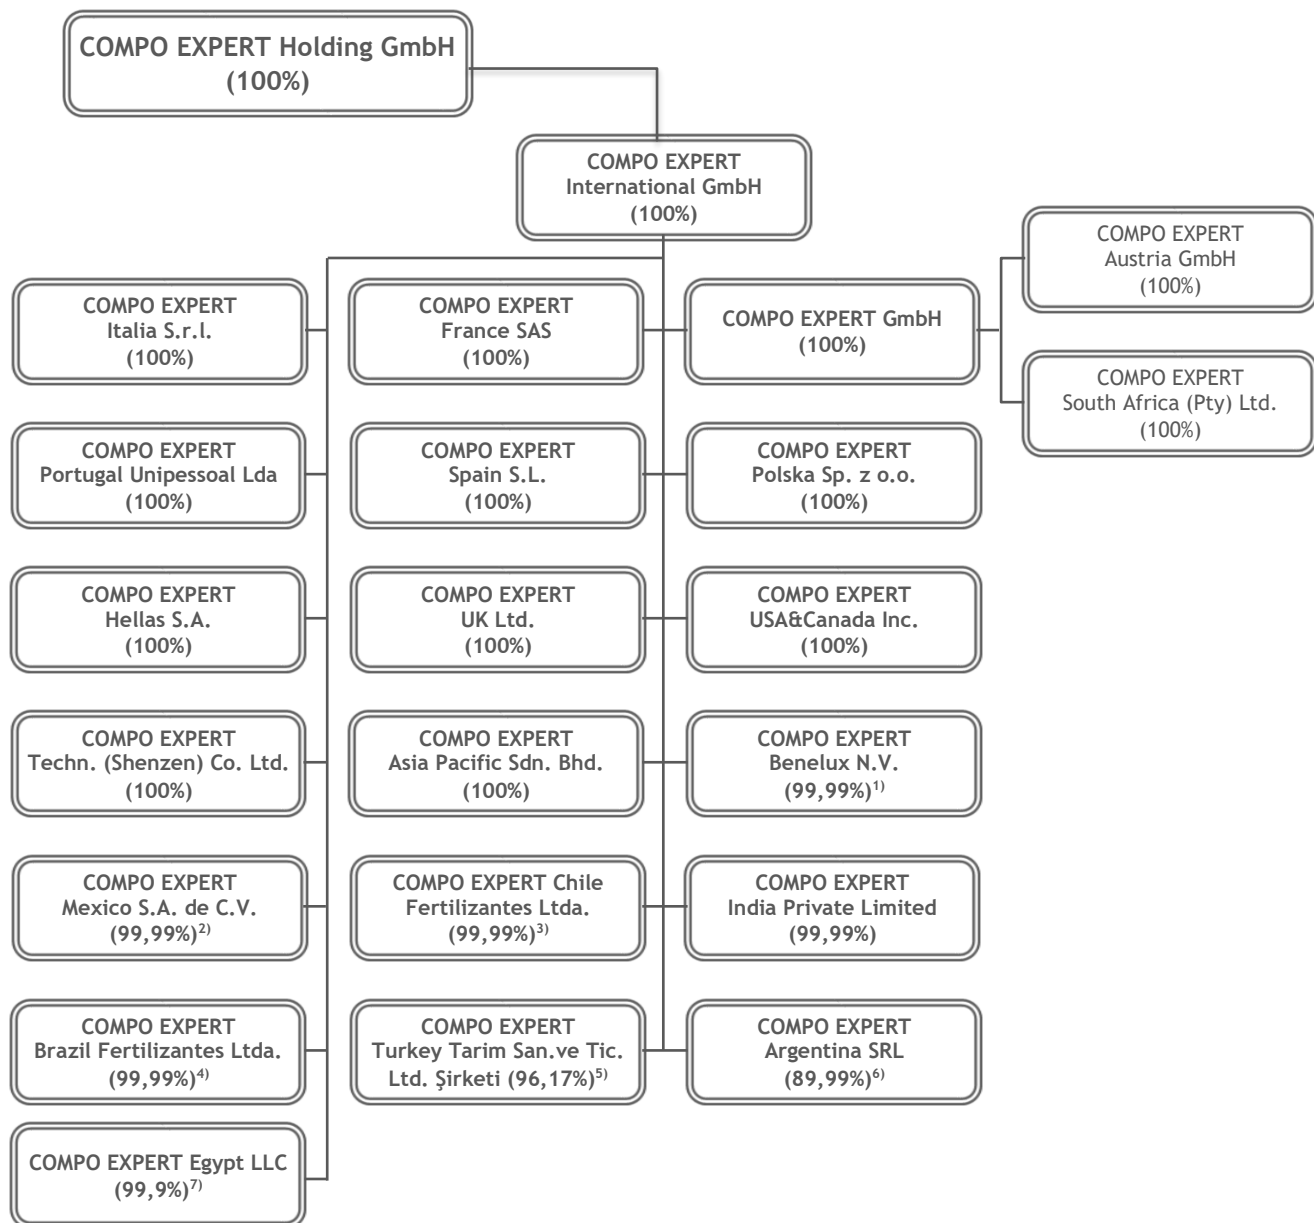 COMPO EXPERT Holding GmbH
(100%)
COMPO EXPERT
International GmbH
(100%)
COMPO EXPERT
Austria GmbH
(100%)
COMPO EXPERT
Italia S.r.l.
(100%)
COMPO EXPERT
France SAS
(100%)
COMPO EXPERT GmbH
(100%)
COMPO EXPERT
South Africa (Pty) Ltd.
(100%)
COMPO EXPERT
Portugal Unipessoal Lda
(100%)
COMPO EXPERT
Spain S.L.
(100%)
COMPO EXPERT
Polska Sp. z o.o.
(100%)
COMPO EXPERT
Hellas S.A.
(100%)
COMPO EXPERT
UK Ltd.
(100%)
COMPO EXPERT
USA&Canada Inc.
(100%)
COMPO EXPERT
Techn. (Shenzen) Co. Ltd.
(100%)
COMPO EXPERT
Asia Pacific Sdn. Bhd.
(100%)
COMPO EXPERT
Benelux N.V.
(99,99%)1)
COMPO EXPERT
Mexico S.A. de C.V.
(99,99%)2)
COMPO EXPERT Chile
Fertilizantes Ltda.
(99,99%)3)
COMPO EXPERT
India Private Limited
(99,99%)
COMPO EXPERT
Brazil Fertilizantes Ltda.
(99,99%)4)
COMPO EXPERT
Turkey Tarim San.ve Tic.
Ltd. Şirketi (96,17%)5)
COMPO EXPERT
Argentina SRL
(89,99%)6)
COMPO EXPERT Egypt LLC
(99,9%)7)